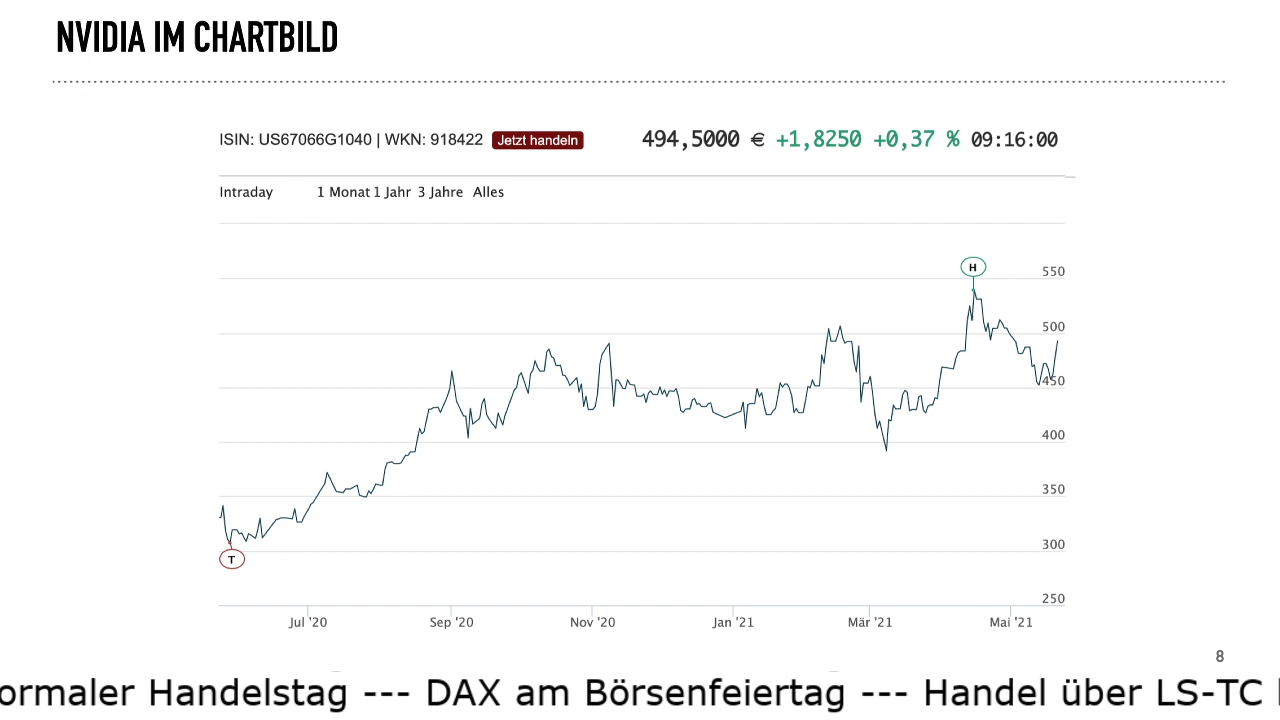 NVIDIA IM CHARTBILD
ISIN: US67066G1040 | WKN: 918422 Jetzt handeln 494,5000 € +1,8250 +0,37 % 09:16:00
Intraday 1 Monat 1 Jahr 3 Jahre Alles
H
550
500
450
400
350
300
T
250
Jul '20 Sep '20 Nov '20 Jan '21 Mär '21 Mai '21
8
ormaler Handelstag --- DAX am Börsenfeiertag --- Handel über LS-TC